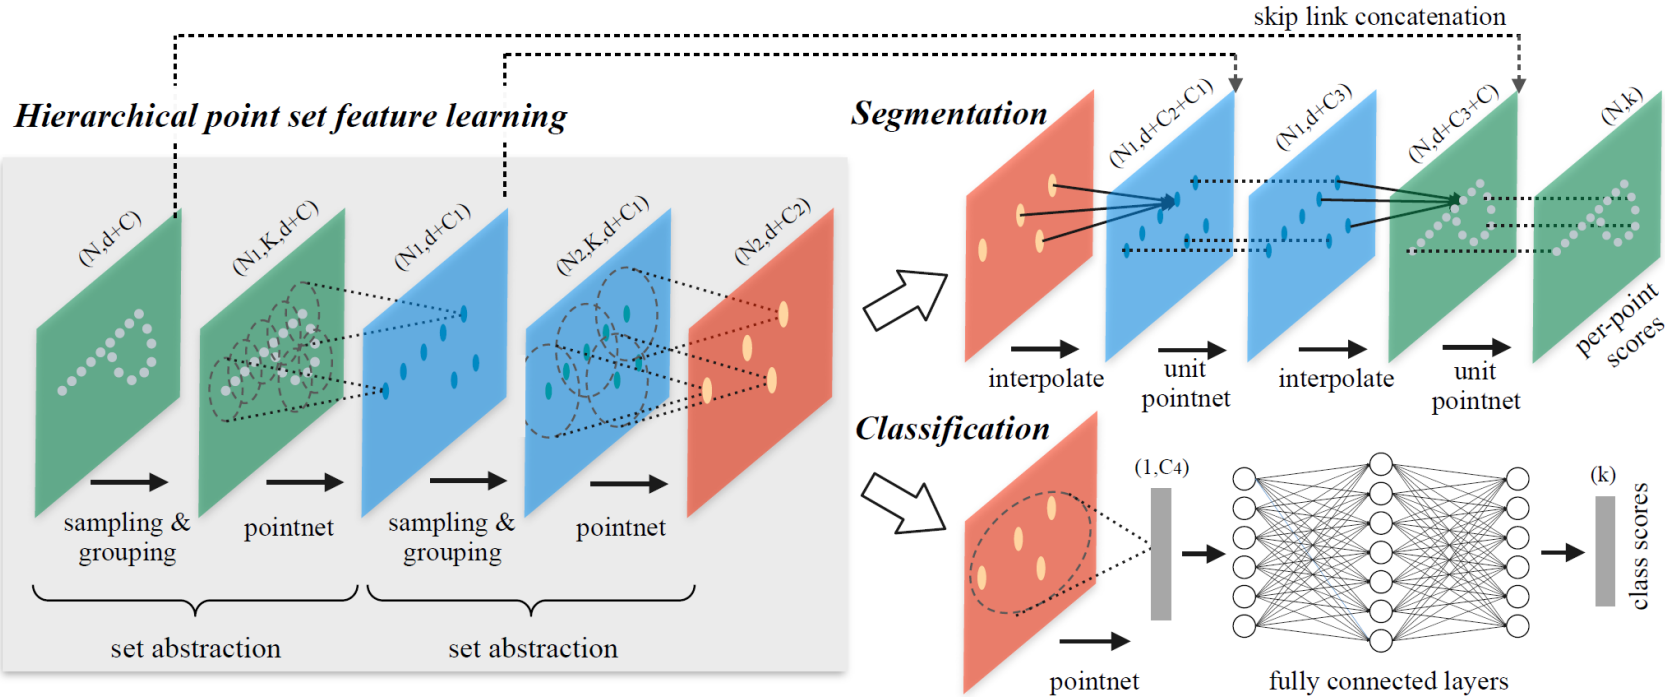 skip link concatenation
Hierarchical point set feature learning
(N,d+C)
(N1,K,d+C)
(N1,d+C1)
(N2,K,d+C1)
(N2,d+C2)
sampling &
grouping
pointnet
sampling &
grouping
pointnet
set abstraction
set abstraction
Segmentation
(N1,d+C2+C1)
(N1,d+C3)
(N,d+C3+C)
(N,k)
interpolate
unit
pointnet
interpolate
unit
pointnet
per-point
scores
Classification
(1,C4)
(k)
class scores
pointnet
fully connected layers